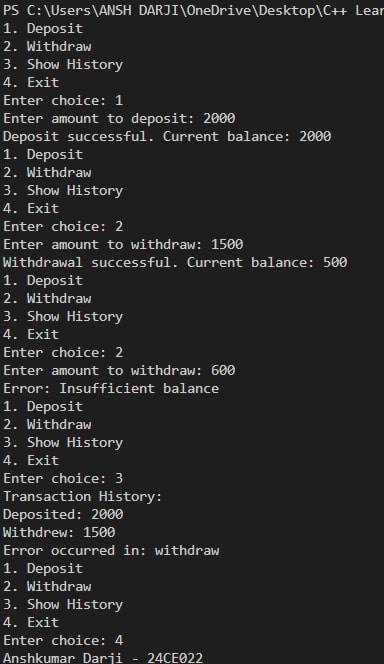 PS C:\Users\ANSH DARJI\OneDrive\Desktop\C++ Lear
1. Deposit
2. Withdraw
3. Show History
4. Exit
Enter choice: 1
Enter amount to deposit: 2000
Deposit successful. Current balance: 2000
1. Deposit
2. Withdraw
3. Show History
4. Exit
Enter choice: 2
Enter amount to withdraw: 1500
Withdrawal successful. Current balance: 500
1. Deposit
2. Withdraw
3. Show History
4. Exit
Enter choice: 2
Enter amount to withdraw: 600
Error: Insufficient balance
1. Deposit
2. Withdraw
3. Show History
4. Exit
Enter choice: 3
Transaction History:
Deposited: 2000
Withdrew: 1500
Error occurred in: withdraw
1. Deposit
2. Withdraw
3. Show History
4. Exit
Enter choice: 4
Anshkumar Darji - 24CE022